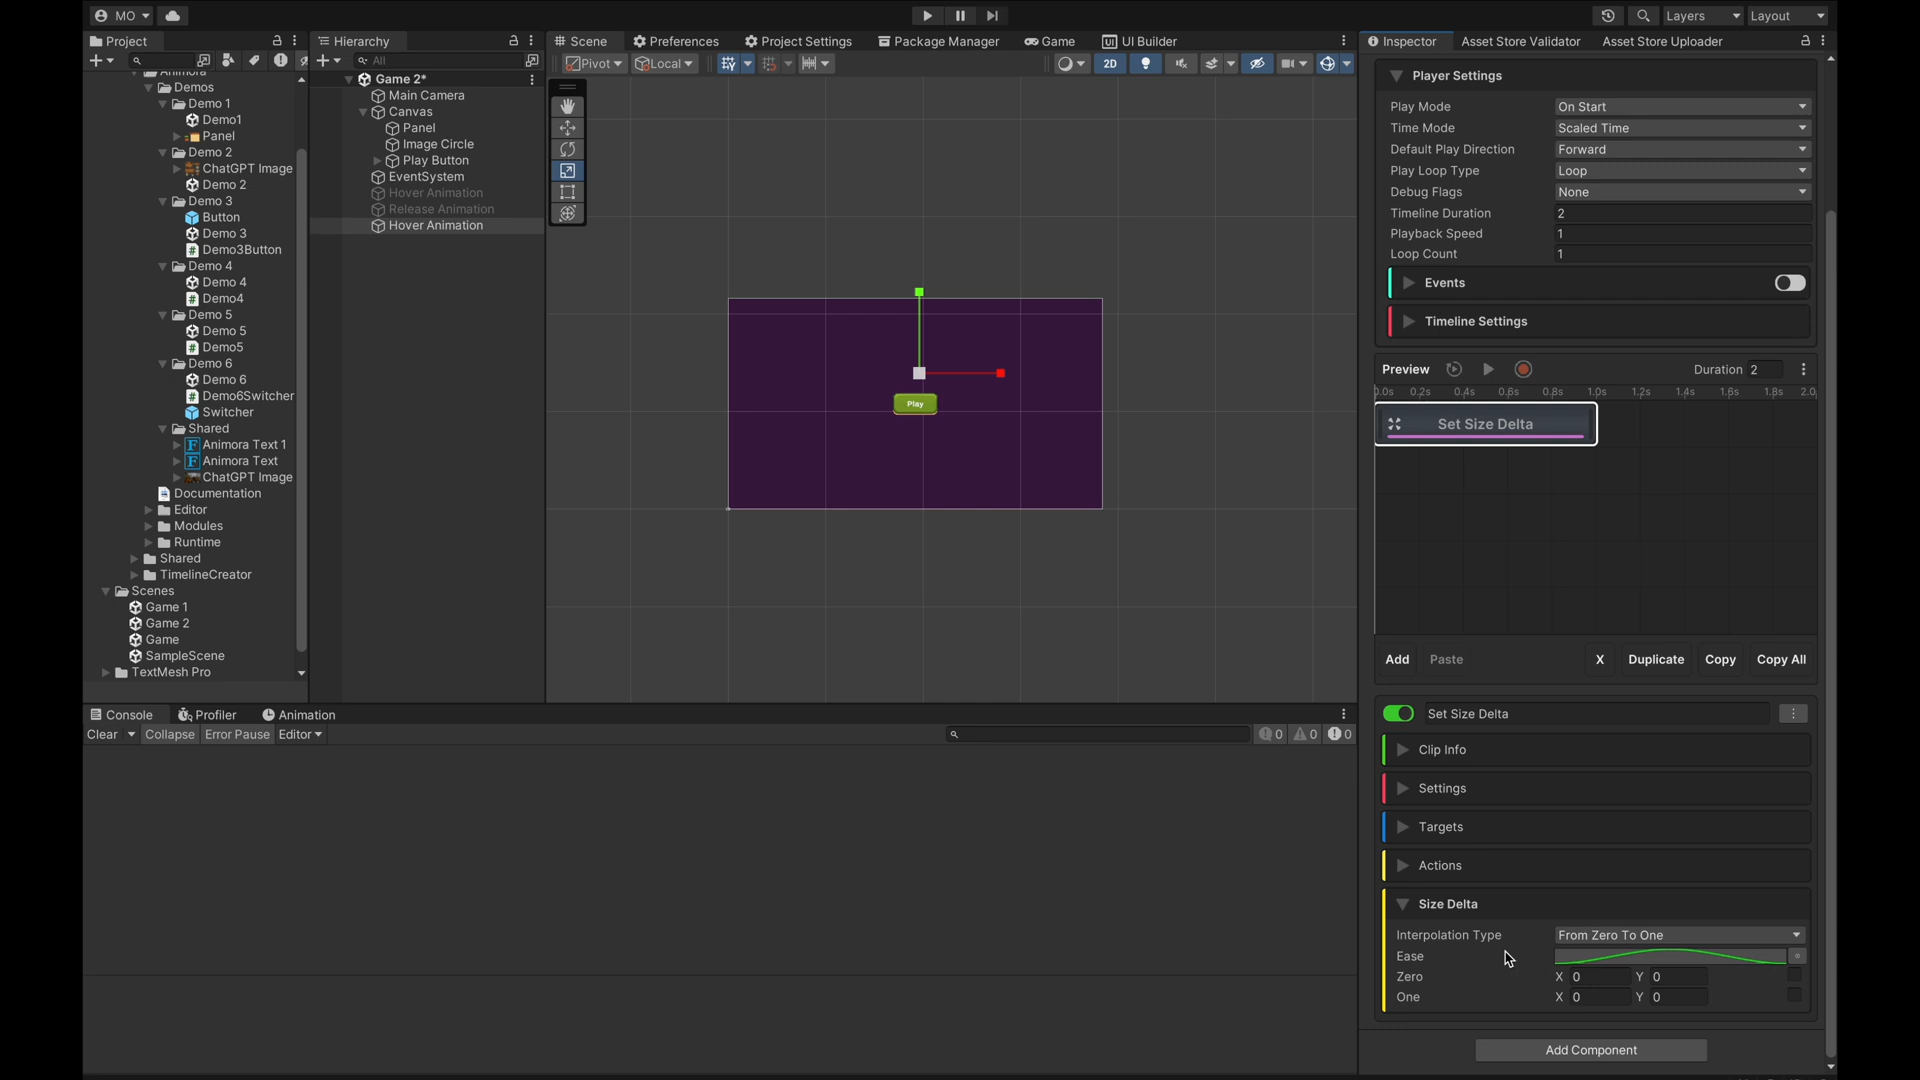 MO
Layers
Layout
Project
Hierarchy
Scene
Preferences
Project Settings
Package Manager
Game
UI Builder
Inspector
Asset Store Validator
Asset Store Uploader
All
Pivot
Local
2D
Animora
Demos
Demo 1
Demo1
Panel
Demo 2
ChatGPT Image
Demo 2
Demo 3
Button
Demo 3
Demo3Button
Demo 4
Demo 4
Demo4
Demo 5
Demo 5
Demo5
Demo 6
Demo 6
Demo6Switcher
Switcher
Shared
Animora Text 1
Animora Text
ChatGPT Image
Documentation
Editor
Modules
Runtime
Shared
TimelineCreator
Scenes
Game 1
Game 2
Game
SampleScene
TextMesh Pro
Game 2*
Main Camera
Canvas
Panel
Image Circle
Play Button
EventSystem
Hover Animation
Release Animation
Hover Animation
Play
Player Settings
Play Mode On Start
Time Mode Scaled Time
Default Play Direction Forward
Play Loop Type Loop
Debug Flags None
Timeline Duration 2
Playback Speed 1
Loop Count 1
Events
Timeline Settings
Preview
Duration 2
0.2s 0.4s 0.6s 0.8s 1.0s 1.2s 1.4s 1.6s 1.8s
Set Size Delta
Add Paste X Duplicate Copy Copy All
Set Size Delta
Clip Info
Settings
Targets
Actions
Size Delta
Interpolation Type From Zero To One
Ease
Zero X 0 Y 0
One X 0 Y 0
Add Component
Console
Profiler
Animation
Clear
Collapse
Error Pause
Editor
0 0 0